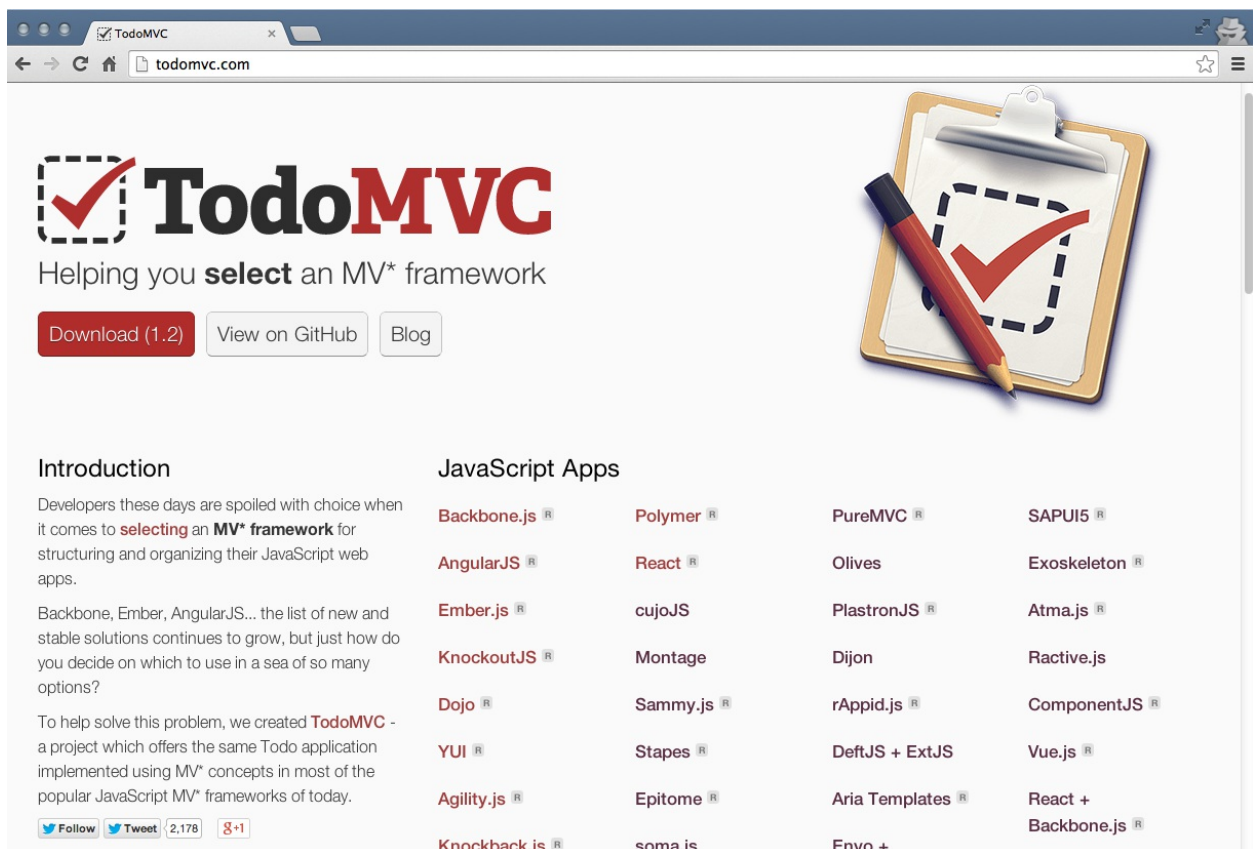 TodoMVC
todomvc.com
TodoMVC
Helping you select an MV* framework
Download (1.2)
View on GitHub
Blog
Introduction
Developers these days are spoiled with choice when
it comes to selecting an MV* framework for
structuring and organizing their JavaScript web
apps.
Backbone, Ember, AngularJS... the list of new and
stable solutions continues to grow, but just how do
you decide on which to use in a sea of so many
options?
To help solve this problem, we created TodoMVC -
a project which offers the same Todo application
implemented using MV* concepts in most of the
popular JavaScript MV* frameworks of today.
Follow Tweet 2,178 g+1
JavaScript Apps
Backbone.js R
AngularJS R
Ember.js R
KnockoutJS R
Dojo R
YUI R
Agility.js R
Knockback.js R
Polymer R
React R
cujoJS
Montage
Sammy.js R
Stapes R
Epitome R
soma.js
PureMVC R
Olives
PlastronJS R
Dijon
rAppid.js R
DeftJS + ExtJS
Aria Templates R
Enyo +
SAPUI5 R
Exoskeleton R
Atma.js R
Ractive.js
ComponentJS R
Vue.js R
React +
Backbone.js R